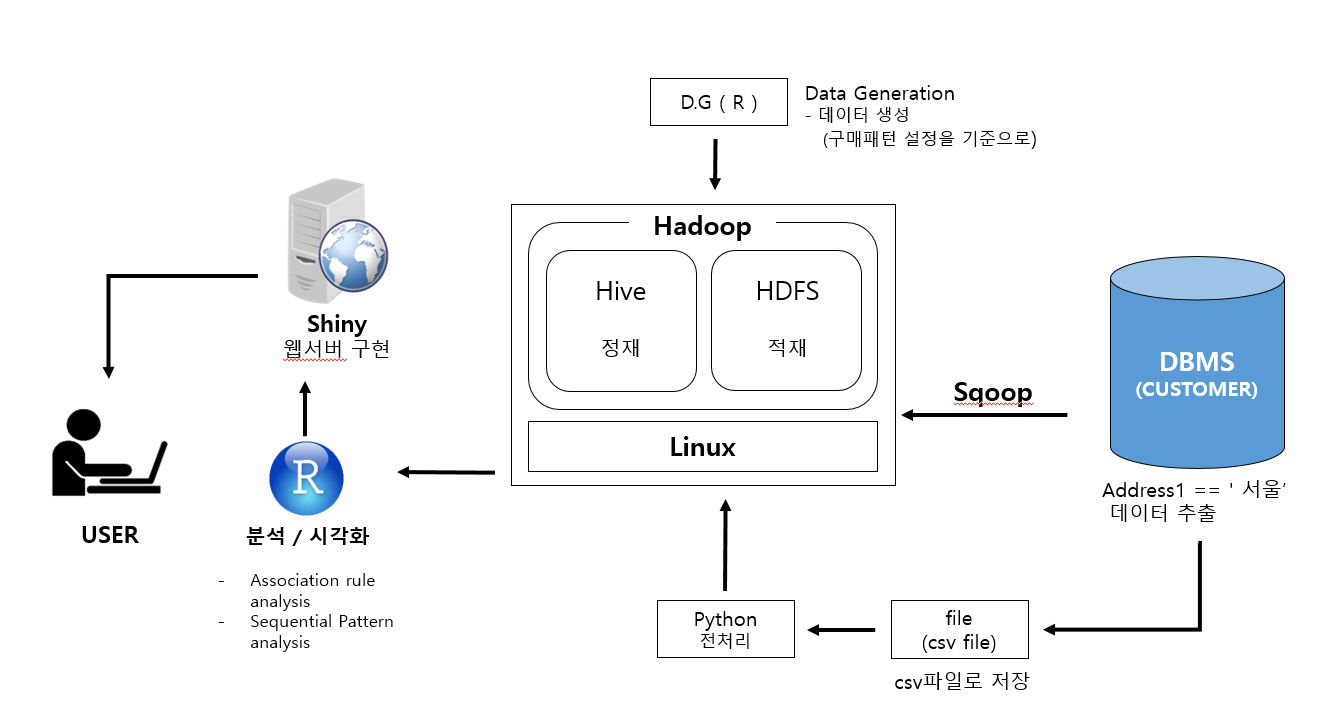 D.G ( R )
Data Generation
- 데이터 생성
(구매패턴 설정을 기준으로)
Hadoop
Hive
정재
HDFS
적재
Linux
Sqoop
DBMS
(CUSTOMER)
Address1 == ' 서울’
데이터 추출
file
(csv file)
csv파일로 저장
Python
전처리
R
분석 / 시각화
- Association rule
analysis
- Sequential Pattern
analysis
Shiny
웹서버 구현
USER